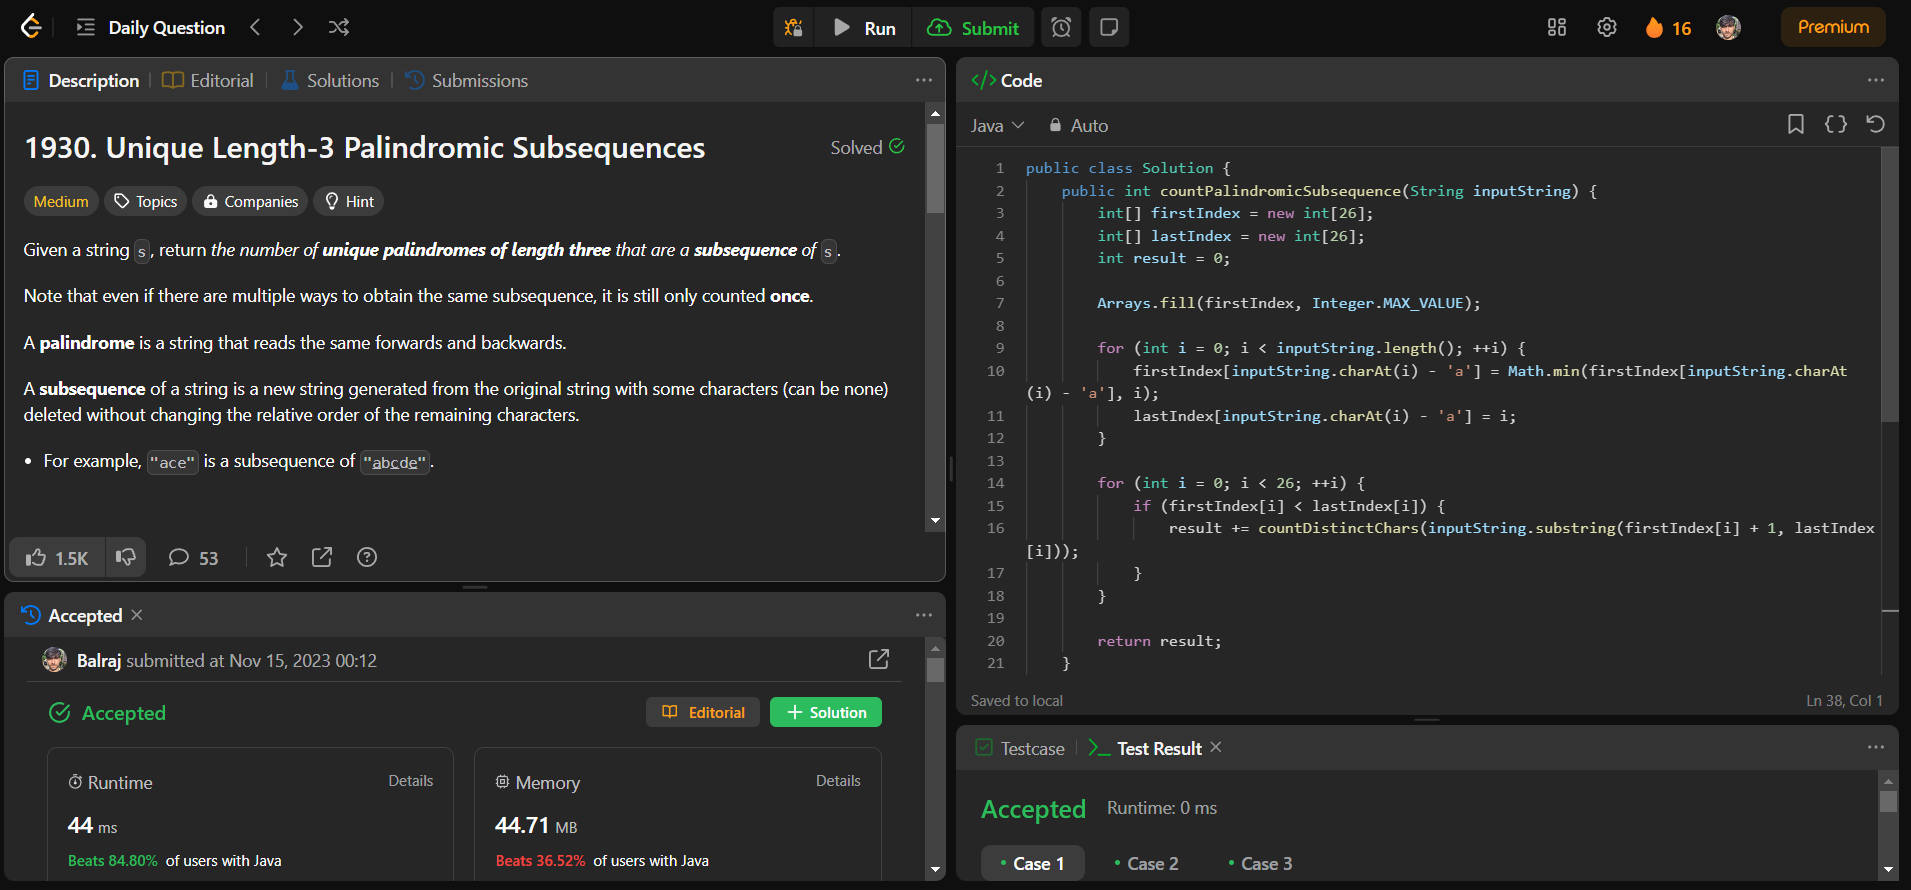 Daily Question
Run
Submit
16
Premium
Description
Editorial
Solutions
Submissions
1930. Unique Length-3 Palindromic Subsequences
Solved
Medium
Topics
Companies
Hint
Given a string s, return the number of unique palindromes of length three that are a subsequence of s.
Note that even if there are multiple ways to obtain the same subsequence, it is still only counted once.
A palindrome is a string that reads the same forwards and backwards.
A subsequence of a string is a new string generated from the original string with some characters (can be none)
deleted without changing the relative order of the remaining characters.
• For example, "ace" is a subsequence of "abcde".
1.5K
53
Accepted
Balraj submitted at Nov 15, 2023 00:12
Accepted
Editorial
+ Solution
Runtime
Details
44 ms
Beats 84.80% of users with Java
Memory
Details
44.71 MB
Beats 36.52% of users with Java
</> Code
Java
Auto
1 public class Solution {
2 public int countPalindromicSubsequence(String inputString) {
3 int[] firstIndex = new int[26];
4 int[] lastIndex = new int[26];
5 int result = 0;
6
7 Arrays.fill(firstIndex, Integer.MAX_VALUE);
8
9 for (int i = 0; i < inputString.length(); ++i) {
10 firstIndex[inputString.charAt(i) - 'a'] = Math.min(firstIndex[inputString.charAt
(i) - 'a'], i);
11 lastIndex[inputString.charAt(i) - 'a'] = i;
12 }
13
14 for (int i = 0; i < 26; ++i) {
15 if (firstIndex[i] < lastIndex[i]) {
16 result += countDistinctChars(inputString.substring(firstIndex[i] + 1, lastIndex
[i]));
17 }
18 }
19
20 return result;
21 }
Saved to local
Ln 38, Col 1
Testcase
>_ Test Result
Accepted
Runtime: 0 ms
• Case 1
• Case 2
• Case 3